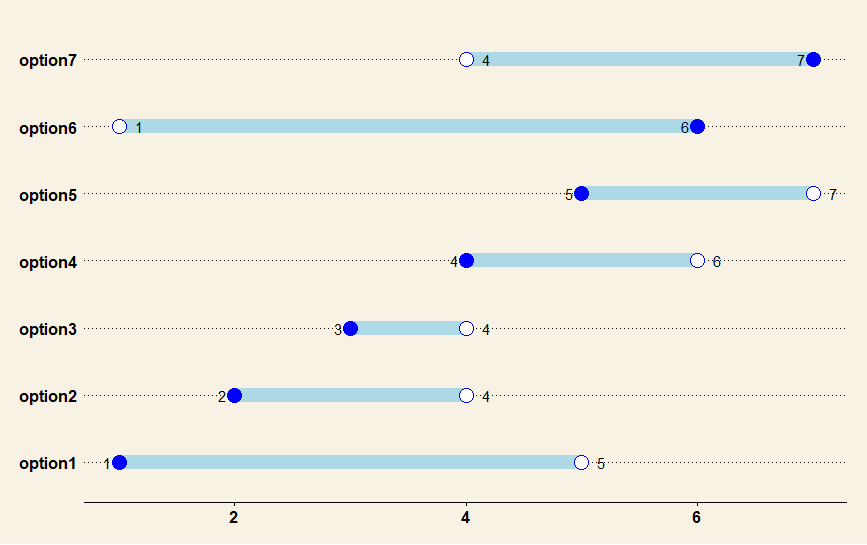 option7 4 7
option6 1 6
option5 5 7
option4 4 6
option3 3 4
option2 2 4
option1 1 5
2 4 6